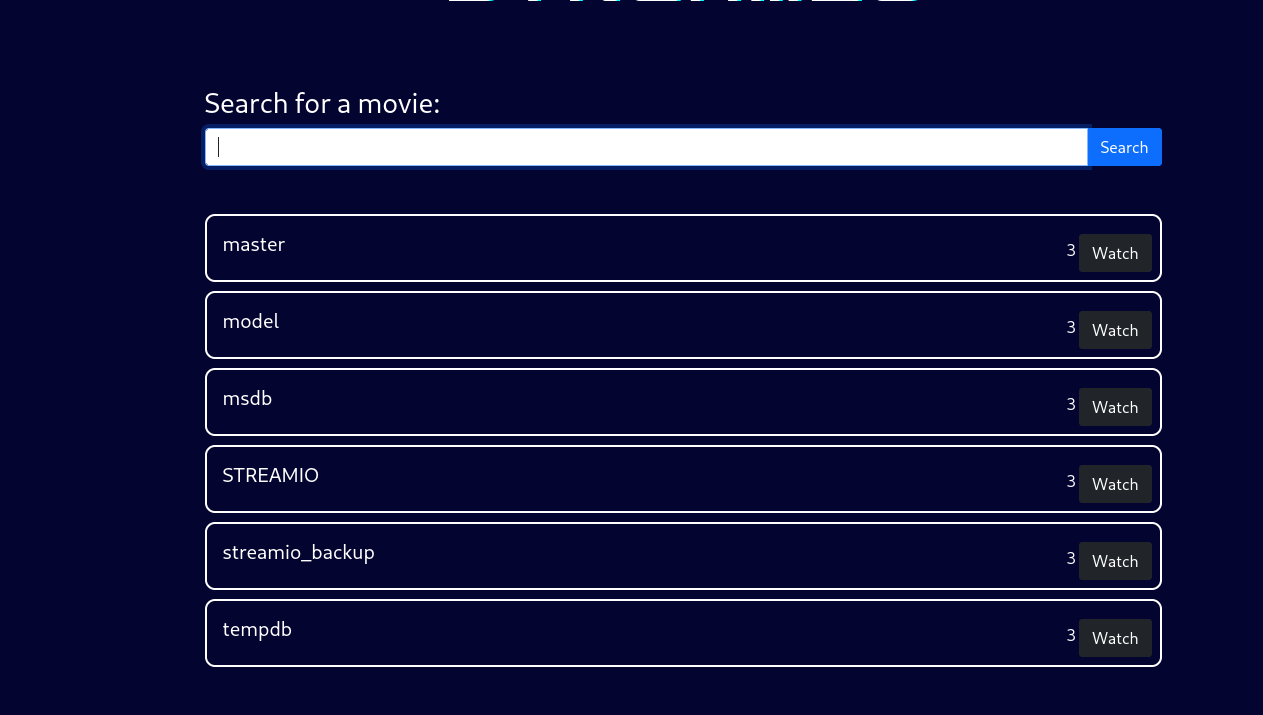 Search for a movie:
Search
master 3 Watch
model 3 Watch
msdb 3 Watch
STREAMIO 3 Watch
streamio_backup 3 Watch
tempdb 3 Watch